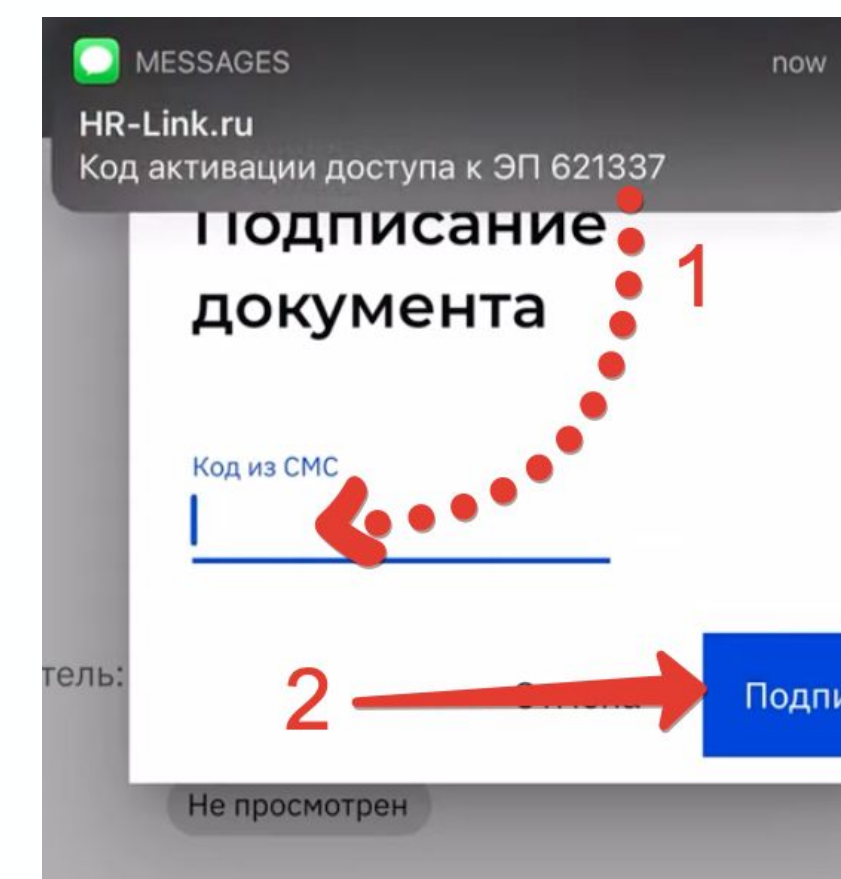 MESSAGES now
HR-Link.ru
Код активации доступа к ЭП 621337
Подписание
документа
1
Код из СМС
тель:
2
Отмена
Подпи
Не просмотрен